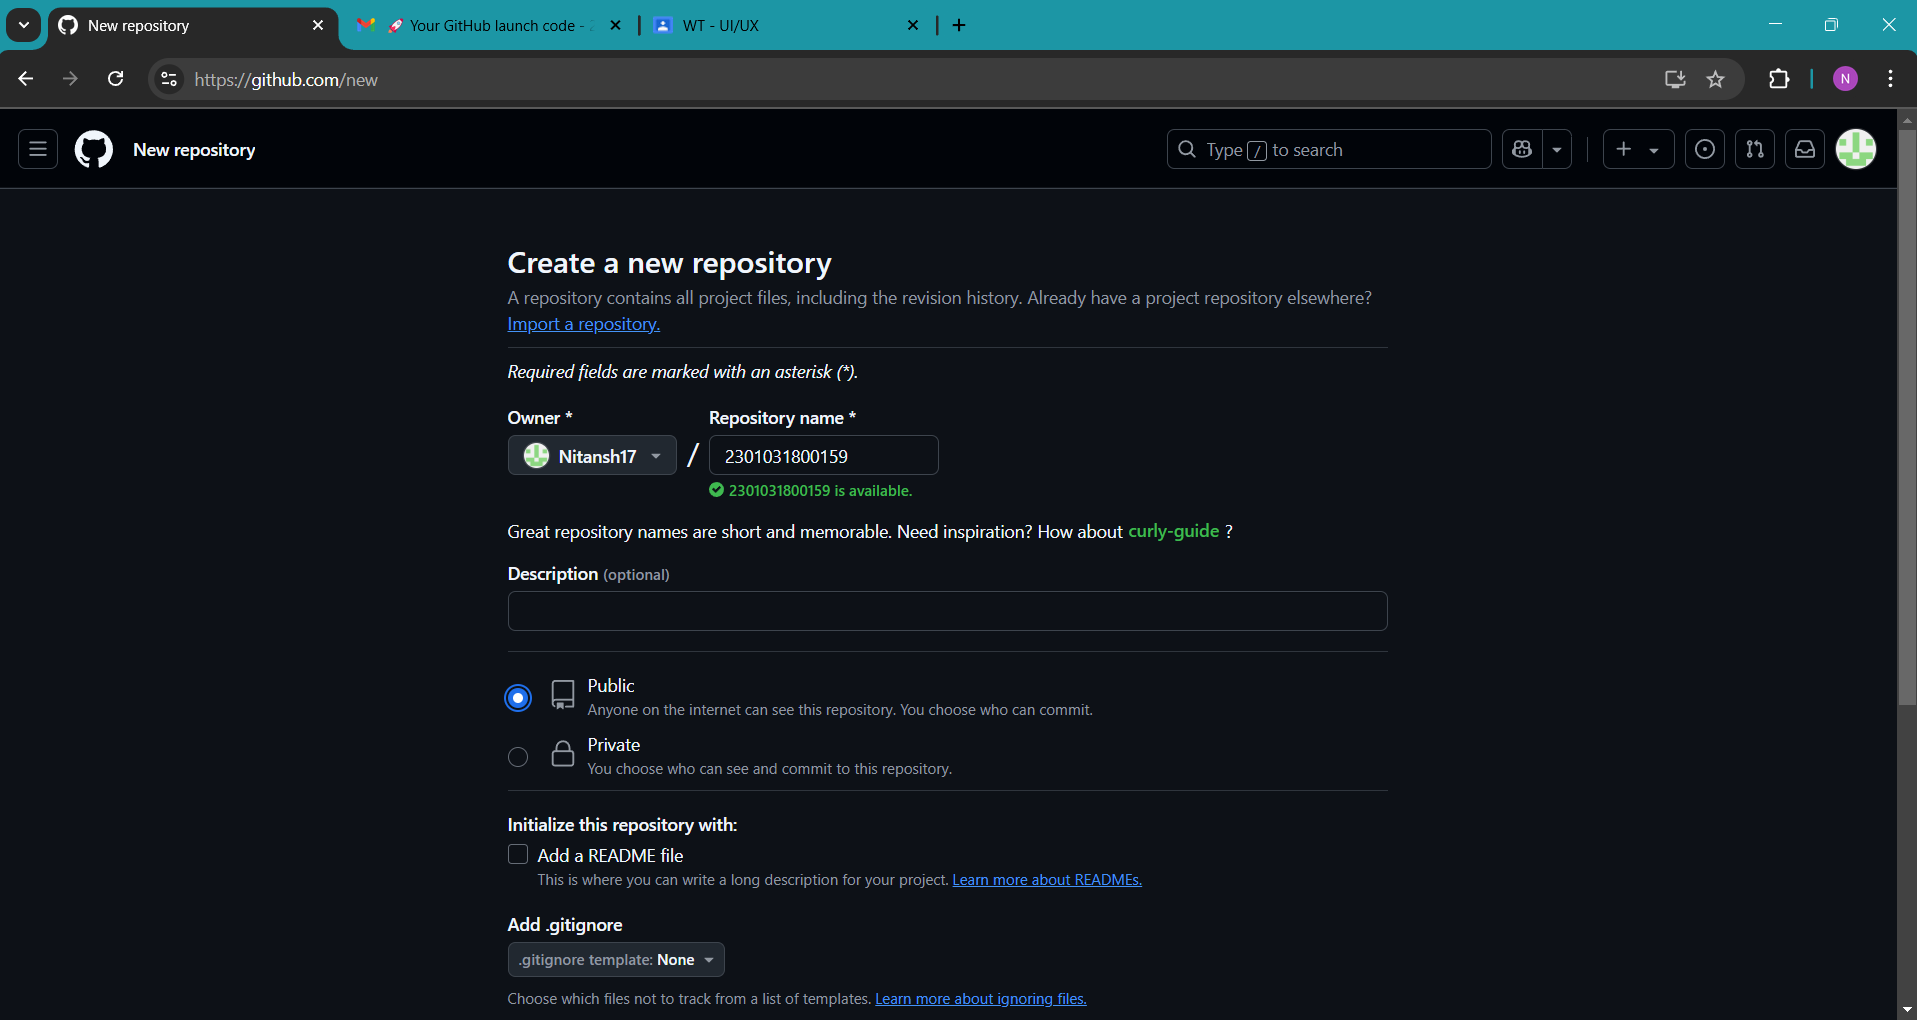 New repository
🚀 Your GitHub launch code -
WT - UI/UX
https://github.com/new
N
New repository
Type / to search
Create a new repository
A repository contains all project files, including the revision history. Already have a project repository elsewhere?
Import a repository.
Required fields are marked with an asterisk (*).
Owner *
Repository name *
Nitansh17
/
2301031800159
2301031800159 is available.
Great repository names are short and memorable. Need inspiration? How about curly-guide ?
Description (optional)
Public
Anyone on the internet can see this repository. You choose who can commit.
Private
You choose who can see and commit to this repository.
Initialize this repository with:
Add a README file
This is where you can write a long description for your project. Learn more about READMEs.
Add .gitignore
.gitignore template: None
Choose which files not to track from a list of templates. Learn more about ignoring files.